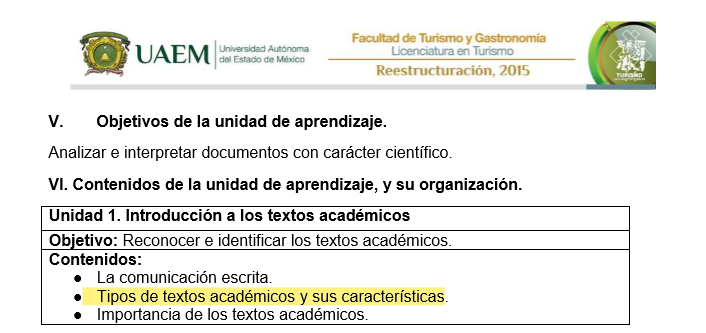 UAEM
Universidad Autónoma
del Estado de México
Facultad de Turismo y Gastronomía
Licenciatura en Turismo
Reestructuración, 2015
TURISMO
V. Objetivos de la unidad de aprendizaje.
Analizar e interpretar documentos con carácter científico.
VI. Contenidos de la unidad de aprendizaje, y su organización.
Unidad 1. Introducción a los textos académicos
Objetivo: Reconocer e identificar los textos académicos.
Contenidos:
● La comunicación escrita.
● Tipos de textos académicos y sus características.
● Importancia de los textos académicos.